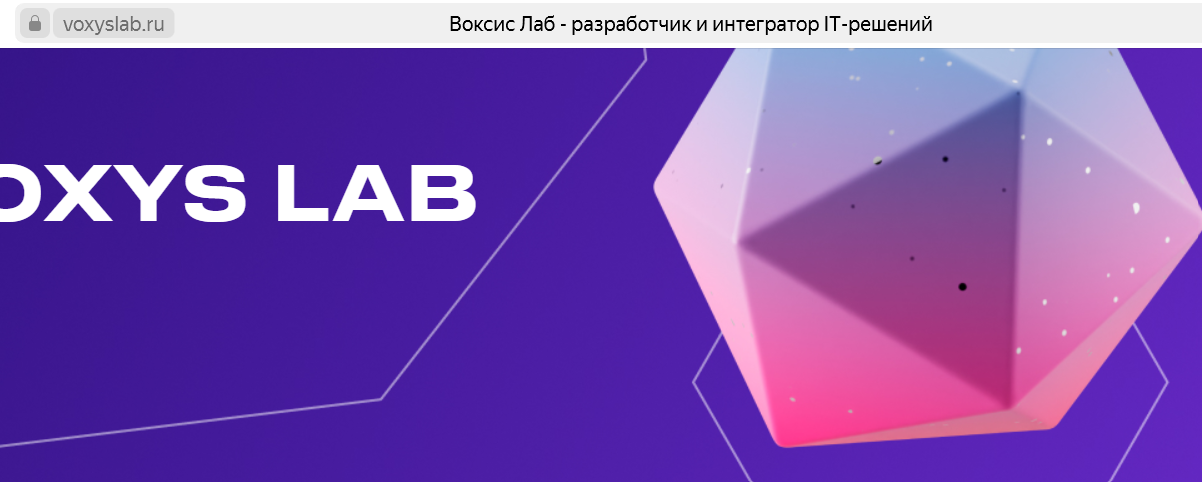 voxyslab.ru
Воксис Лаб - разработчик и интегратор IT-решений
OXYS LAB